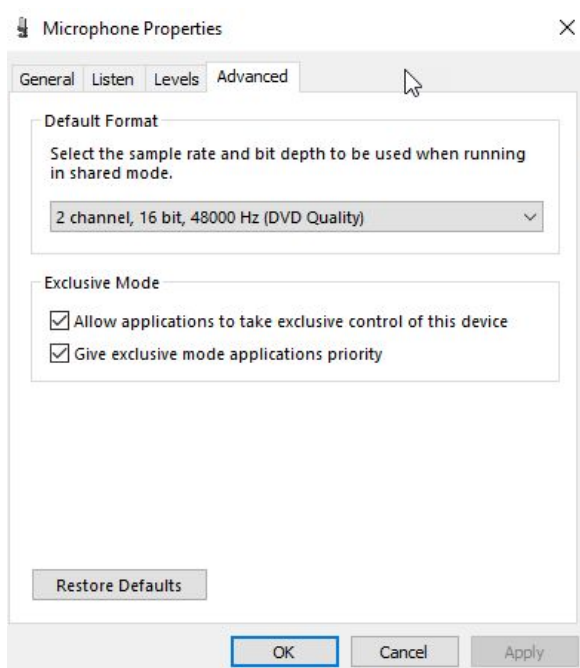 Microphone Properties
General Listen Levels Advanced
Default Format
Select the sample rate and bit depth to be used when running
in shared mode.
2 channel, 16 bit, 48000 Hz (DVD Quality)
Exclusive Mode
Allow applications to take exclusive control of this device
Give exclusive mode applications priority
Restore Defaults
OK Cancel Apply